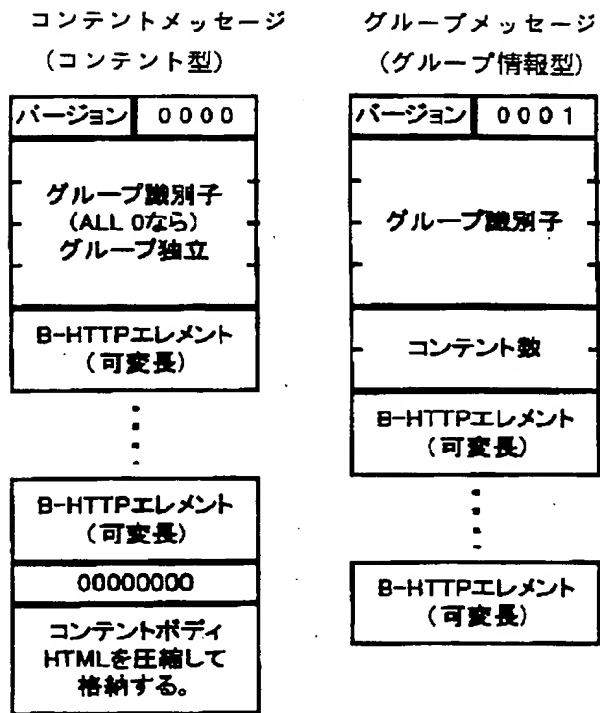 コンテントメッセージ
(コンテント型)
バージョン 0000
グループ識別子
(ALL 0なら)
グループ独立
B-HTTPエレメント
(可変長)
B-HTTPエレメント
(可変長)
00000000
コンテントボディ
HTMLを圧縮して
格納する。
グループメッセージ
(グループ情報型)
バージョン 0001
グループ識別子
コンテント数
B-HTTPエレメント
(可変長)
B-HTTPエレメント
(可変長)